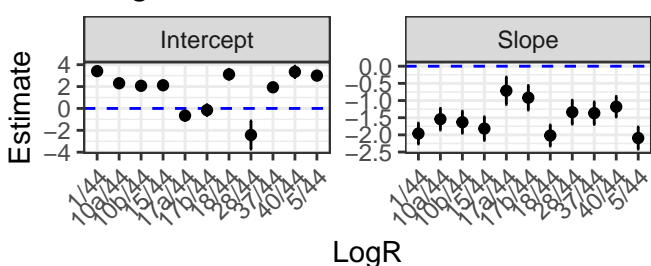 Intercept
Slope
Estimate
4
2
0
−2
−4
0.0
−0.5
−1.0
−1.5
−2.0
−2.5
1/44
10a/44
10b/44
15/44
17a/44
17b/44
18/44
28/44
37/44
40/44
5/44
1/44
10a/44
10b/44
15/44
17a/44
17b/44
18/44
28/44
37/44
40/44
5/44
LogR